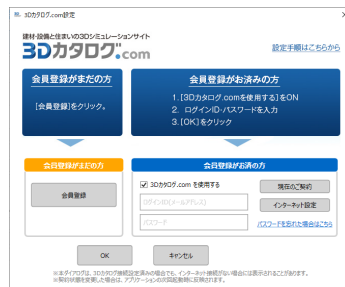 3Dカタログ.com設定
建材・設備と住まいの3Dシミュレーションサイト
3Dカタログ.com
設定手順はこちらから
会員登録がまだの方
[会員登録]をクリック。
会員登録がお済みの方
1.[3Dカタログ.comを使用する]をON
2. ログインID・パスワードを入力
3.[OK]をクリック
会員登録がまだの方
会員登録
会員登録がお済の方
3Dカタログ.com を使用する
現在のご契約
ログインID(メールアドレス)
インターネット設定
パスワード
パスワードを忘れた場合はこちら
OK
キャンセル
※本ダイアログは、3Dカタログ接続設定済みの場合でも、インターネット接続がない場合には表示されることがあります。
※契約状態を変更した場合は、アプリケーションの次回起動時に反映されます。